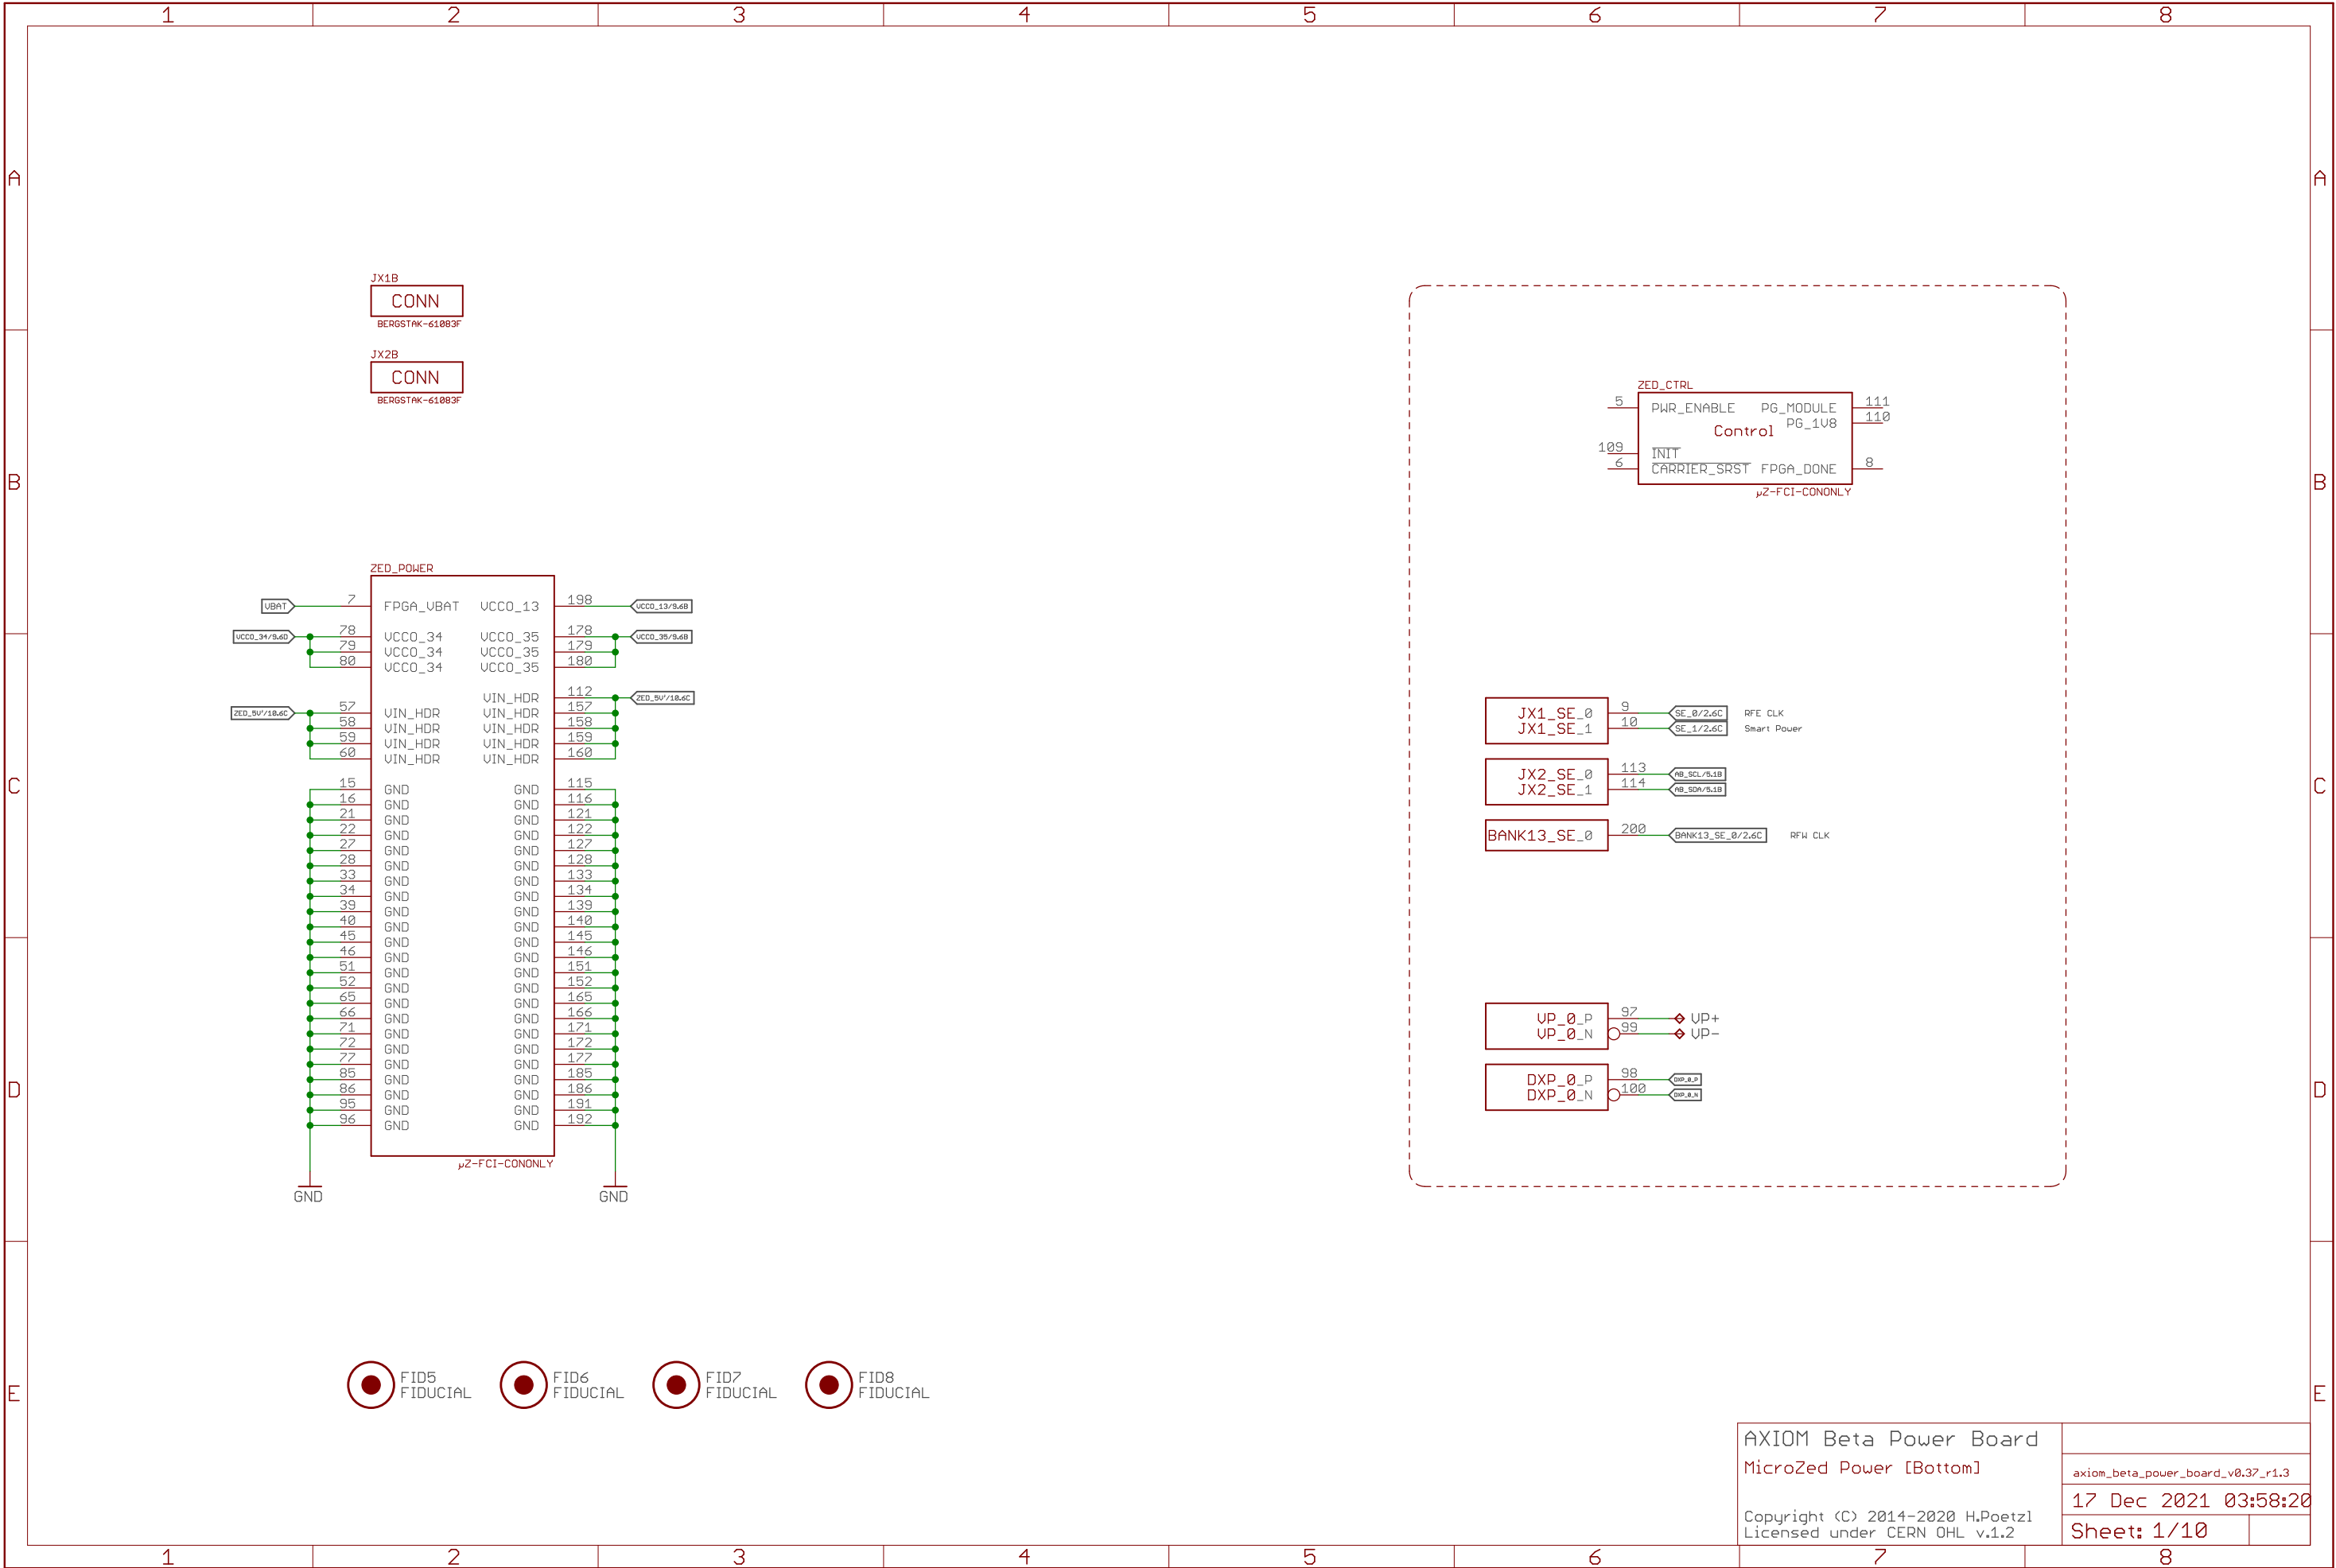 1 2 3 4 5 6 7 8
A A
JX1B
CONN
BERGSTAK-61083F
JX2B
CONN
BERGSTAK-61083F
B B
ZED_CTRL
5 PWR_ENABLE PG_MODULE 111
PG_1V8 110
Control
109 INIT
6 CARRIER_SRST FPGA_DONE 8
µZ-FCI-CONONLY
ZED_POWER
VBAT 7 FPGA_VBAT VCCO_13 198 VCCO_13/9.6B
VCCO_34/9.6D 78 VCCO_34 VCCO_35 178 VCCO_35/9.6B
79 VCCO_34 VCCO_35 179
80 VCCO_34 VCCO_35 180
VIN_HDR 112 ZED_5V'/10.6C
ZED_5V'/10.6C 57 VIN_HDR VIN_HDR 157
58 VIN_HDR VIN_HDR 158
59 VIN_HDR VIN_HDR 159
60 VIN_HDR VIN_HDR 160
C C
15 GND GND 115
16 GND GND 116
21 GND GND 121
22 GND GND 122
27 GND GND 127
28 GND GND 128
33 GND GND 133
34 GND GND 134
39 GND GND 139
40 GND GND 140
45 GND GND 145
46 GND GND 146
51 GND GND 151
52 GND GND 152
65 GND GND 165
66 GND GND 166
71 GND GND 171
72 GND GND 172
77 GND GND 177
85 GND GND 185
86 GND GND 186
95 GND GND 191
96 GND GND 192
µZ-FCI-CONONLY
GND GND
JX1_SE_0 9 SE_0/2.6C RFE CLK
JX1_SE_1 10 SE_1/2.6C Smart Power
JX2_SE_0 113 AB_SCL/5.1B
JX2_SE_1 114 AB_SDA/5.1B
BANK13_SE_0 200 BANK13_SE_0/2.6C RFW CLK
VP_0_P 97 VP+
VP_0_N 99 VP-
D D
DXP_0_P 98 DXP_0_P
DXP_0_N 100 DXP_0_N
E E
FID5
FIDUCIAL
FID6
FIDUCIAL
FID7
FIDUCIAL
FID8
FIDUCIAL
AXIOM Beta Power Board
MicroZed Power [Bottom]
Copyright (C) 2014-2020 H.Poetzl
Licensed under CERN OHL v.1.2
axiom_beta_power_board_v0.37_r1.3
17 Dec 2021 03:58:20
Sheet: 1/10
1 2 3 4 5 6 7 8